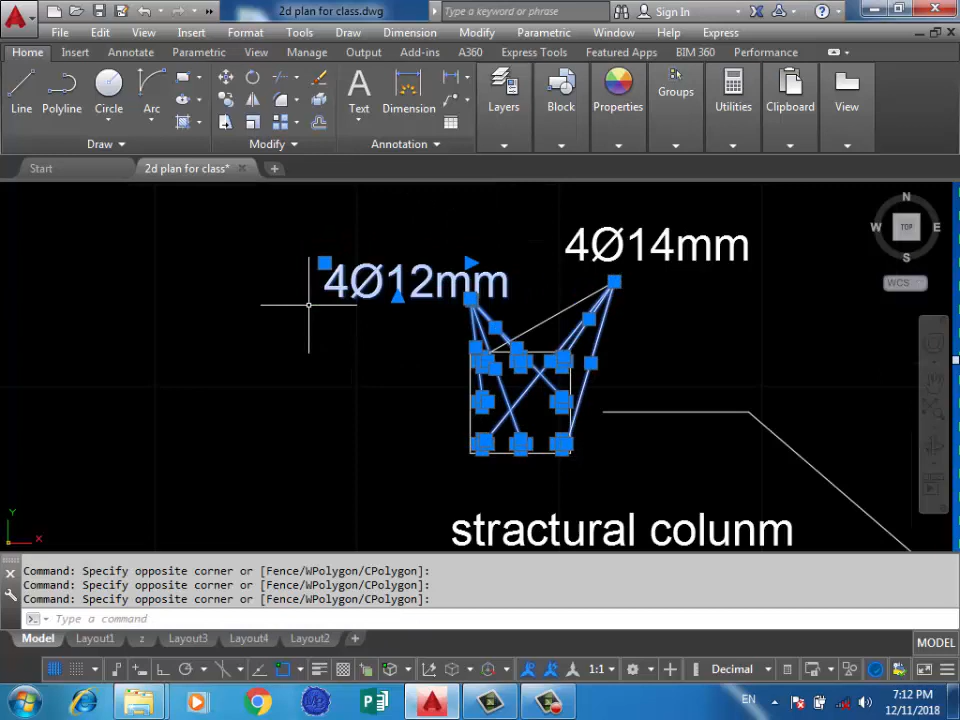 2d plan for class.dwg
Type a keyword or phrase
Sign In
File Edit View Insert Format Tools Draw Dimension Modify Parametric Window Help Express
Home Insert Annotate Parametric View Manage Output Add-ins A360 Express Tools Featured Apps BIM 360 Performance
Line Polyline Circle Arc Text Dimension Layers Block Properties Groups Utilities Clipboard View
Draw Modify Annotation
Start 2d plan for class*
N
W TOP E
S
WCS
4Ø14mm
4Ø12mm
stractural colunm
Y
X
Command: Specify opposite corner or [Fence/WPolygon/CPolygon]:
Command: Specify opposite corner or [Fence/WPolygon/CPolygon]:
Command: Specify opposite corner or [Fence/WPolygon/CPolygon]:
Type a command
Model Layout1 z Layout3 Layout4 Layout2
MODEL
1:1 Decimal
EN
7:12 PM
12/11/2018